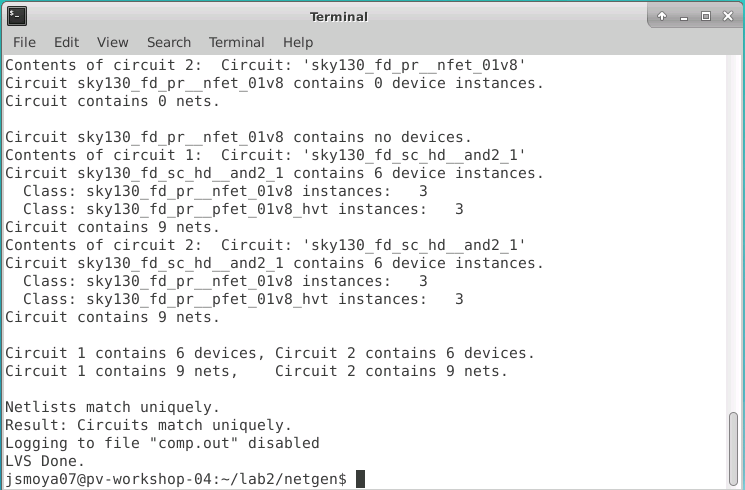 Terminal
File Edit View Search Terminal Help
Contents of circuit 2:  Circuit: 'sky130_fd_pr__nfet_01v8'
Circuit sky130_fd_pr__nfet_01v8 contains 0 device instances.
Circuit contains 0 nets.
Circuit sky130_fd_pr__nfet_01v8 contains no devices.
Contents of circuit 1:  Circuit: 'sky130_fd_sc_hd__and2_1'
Circuit sky130_fd_sc_hd__and2_1 contains 6 device instances.
  Class: sky130_fd_pr__nfet_01v8 instances:   3
  Class: sky130_fd_pr__pfet_01v8_hvt instances:   3
Circuit contains 9 nets.
Contents of circuit 2:  Circuit: 'sky130_fd_sc_hd__and2_1'
Circuit sky130_fd_sc_hd__and2_1 contains 6 device instances.
  Class: sky130_fd_pr__nfet_01v8 instances:   3
  Class: sky130_fd_pr__pfet_01v8_hvt instances:   3
Circuit contains 9 nets.
Circuit 1 contains 6 devices, Circuit 2 contains 6 devices.
Circuit 1 contains 9 nets,    Circuit 2 contains 9 nets.
Netlists match uniquely.
Result: Circuits match uniquely.
Logging to file "comp.out" disabled
LVS Done.
jsmoya07@pv-workshop-04:~/lab2/netgen$